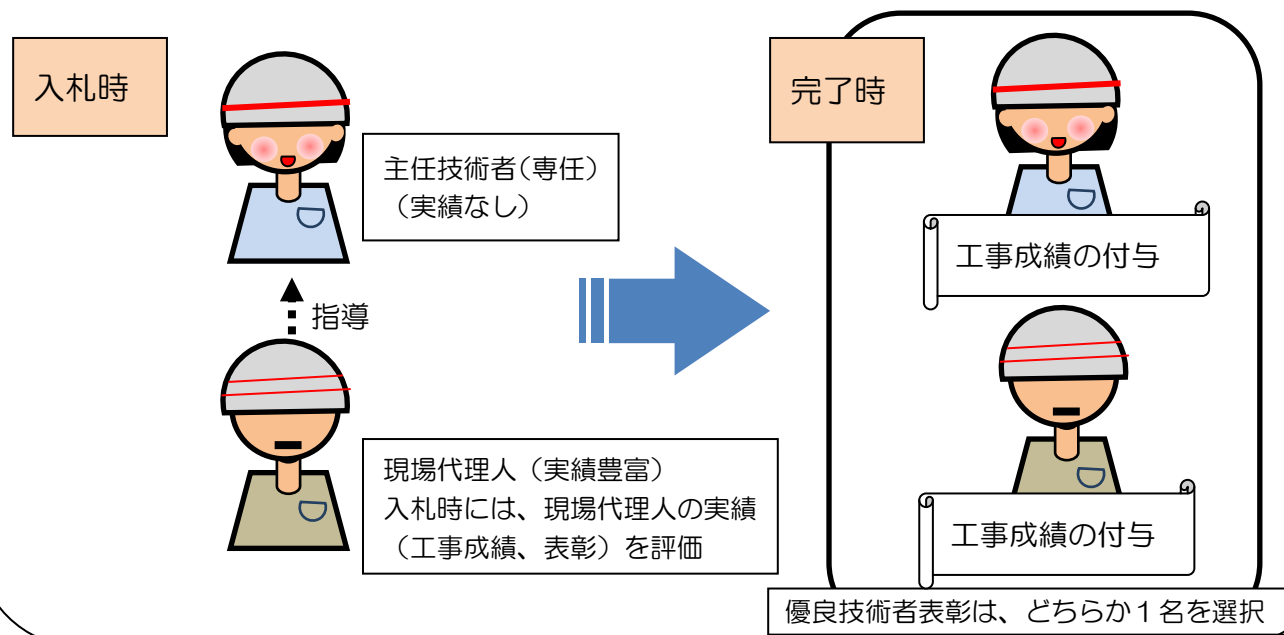 入札時
主任技術者（専任）
（実績なし）
指導
現場代理人（実績豊富）
入札時には、現場代理人の実績
（工事成績、表彰）を評価
完了時
工事成績の付与
工事成績の付与
優良技術者表彰は、どちらか１名を選択